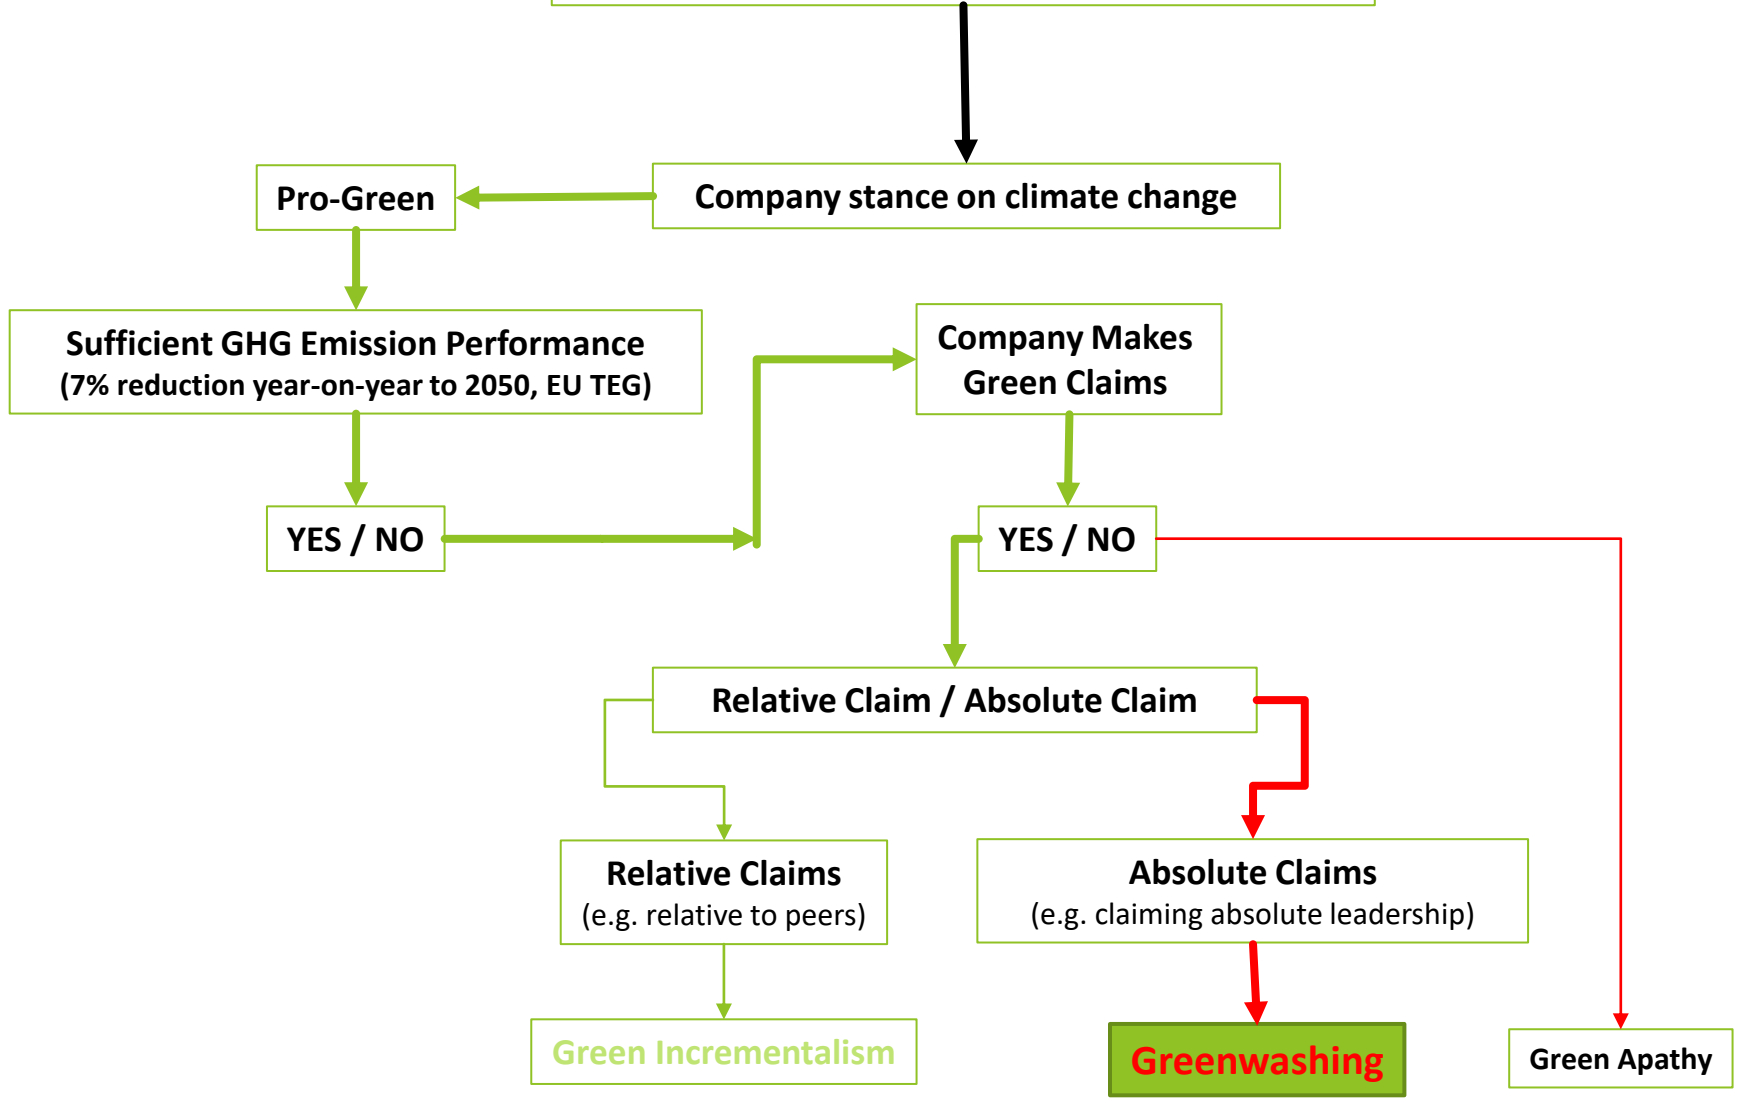 Pro-Green
Company stance on climate change
Sufficient GHG Emission Performance
(7% reduction year-on-year to 2050, EU TEG)
Company Makes
Green Claims
YES / NO
YES / NO
Relative Claim / Absolute Claim
Relative Claims
(e.g. relative to peers)
Absolute Claims
(e.g. claiming absolute leadership)
Green Incrementalism
Greenwashing
Green Apathy